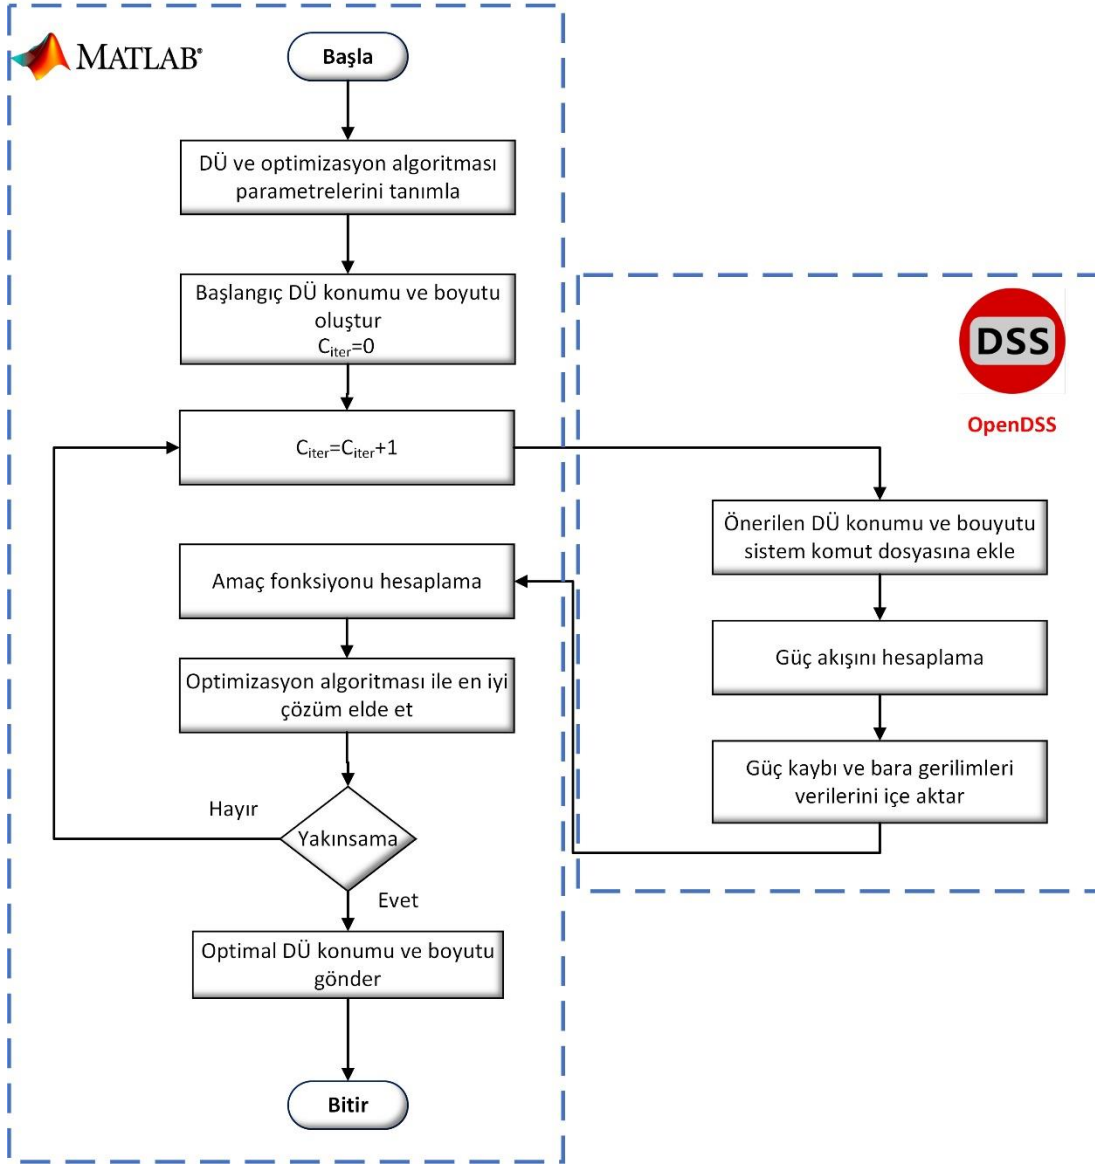 MATLAB®
Başla
DÜ ve optimizasyon algoritması
parametrelerini tanımla
Başlangıç DÜ konumu ve boyutu
oluştur
Citer=0
Citer=Citer+1
DSS
OpenDSS
Önerilen DÜ konumu ve bouyutu
sistem komut dosyasına ekle
Güç akışını hesaplama
Güç kaybı ve bara gerilimleri
verilerini içe aktar
Amaç fonksiyonu hesaplama
Optimizasyon algoritması ile en iyi
çözüm elde et
Hayır
Yakınsama
Evet
Optimal DÜ konumu ve boyutu
gönder
Bitir